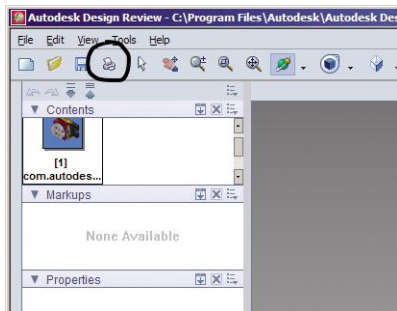 Autodesk Design Review - C:\Program Files\Autodesk\Autodesk Des
File Edit View Tools Help
Contents
[1]
com.autodes...
Markups
None Available
Properties